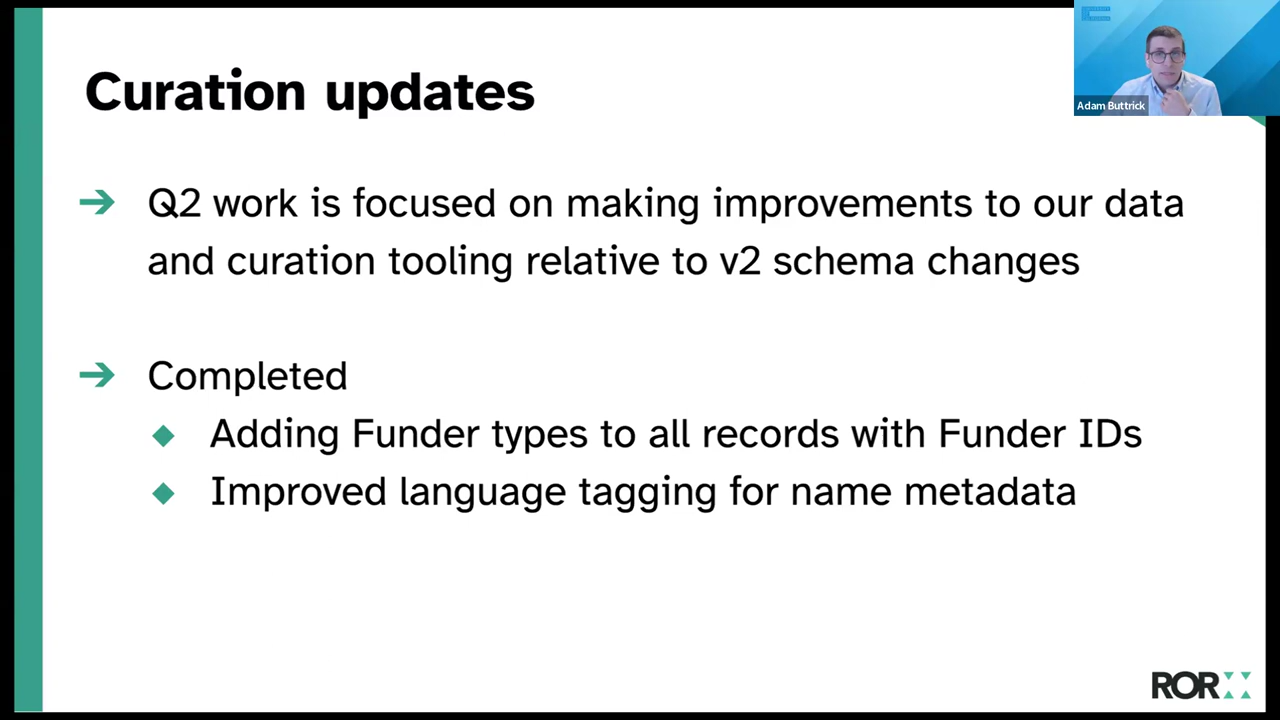 Curation updates
Adam Buttrick
Q2 work is focused on making improvements to our data
and curation tooling relative to v2 schema changes
Completed
Adding Funder types to all records with Funder IDs
Improved language tagging for name metadata
ROR